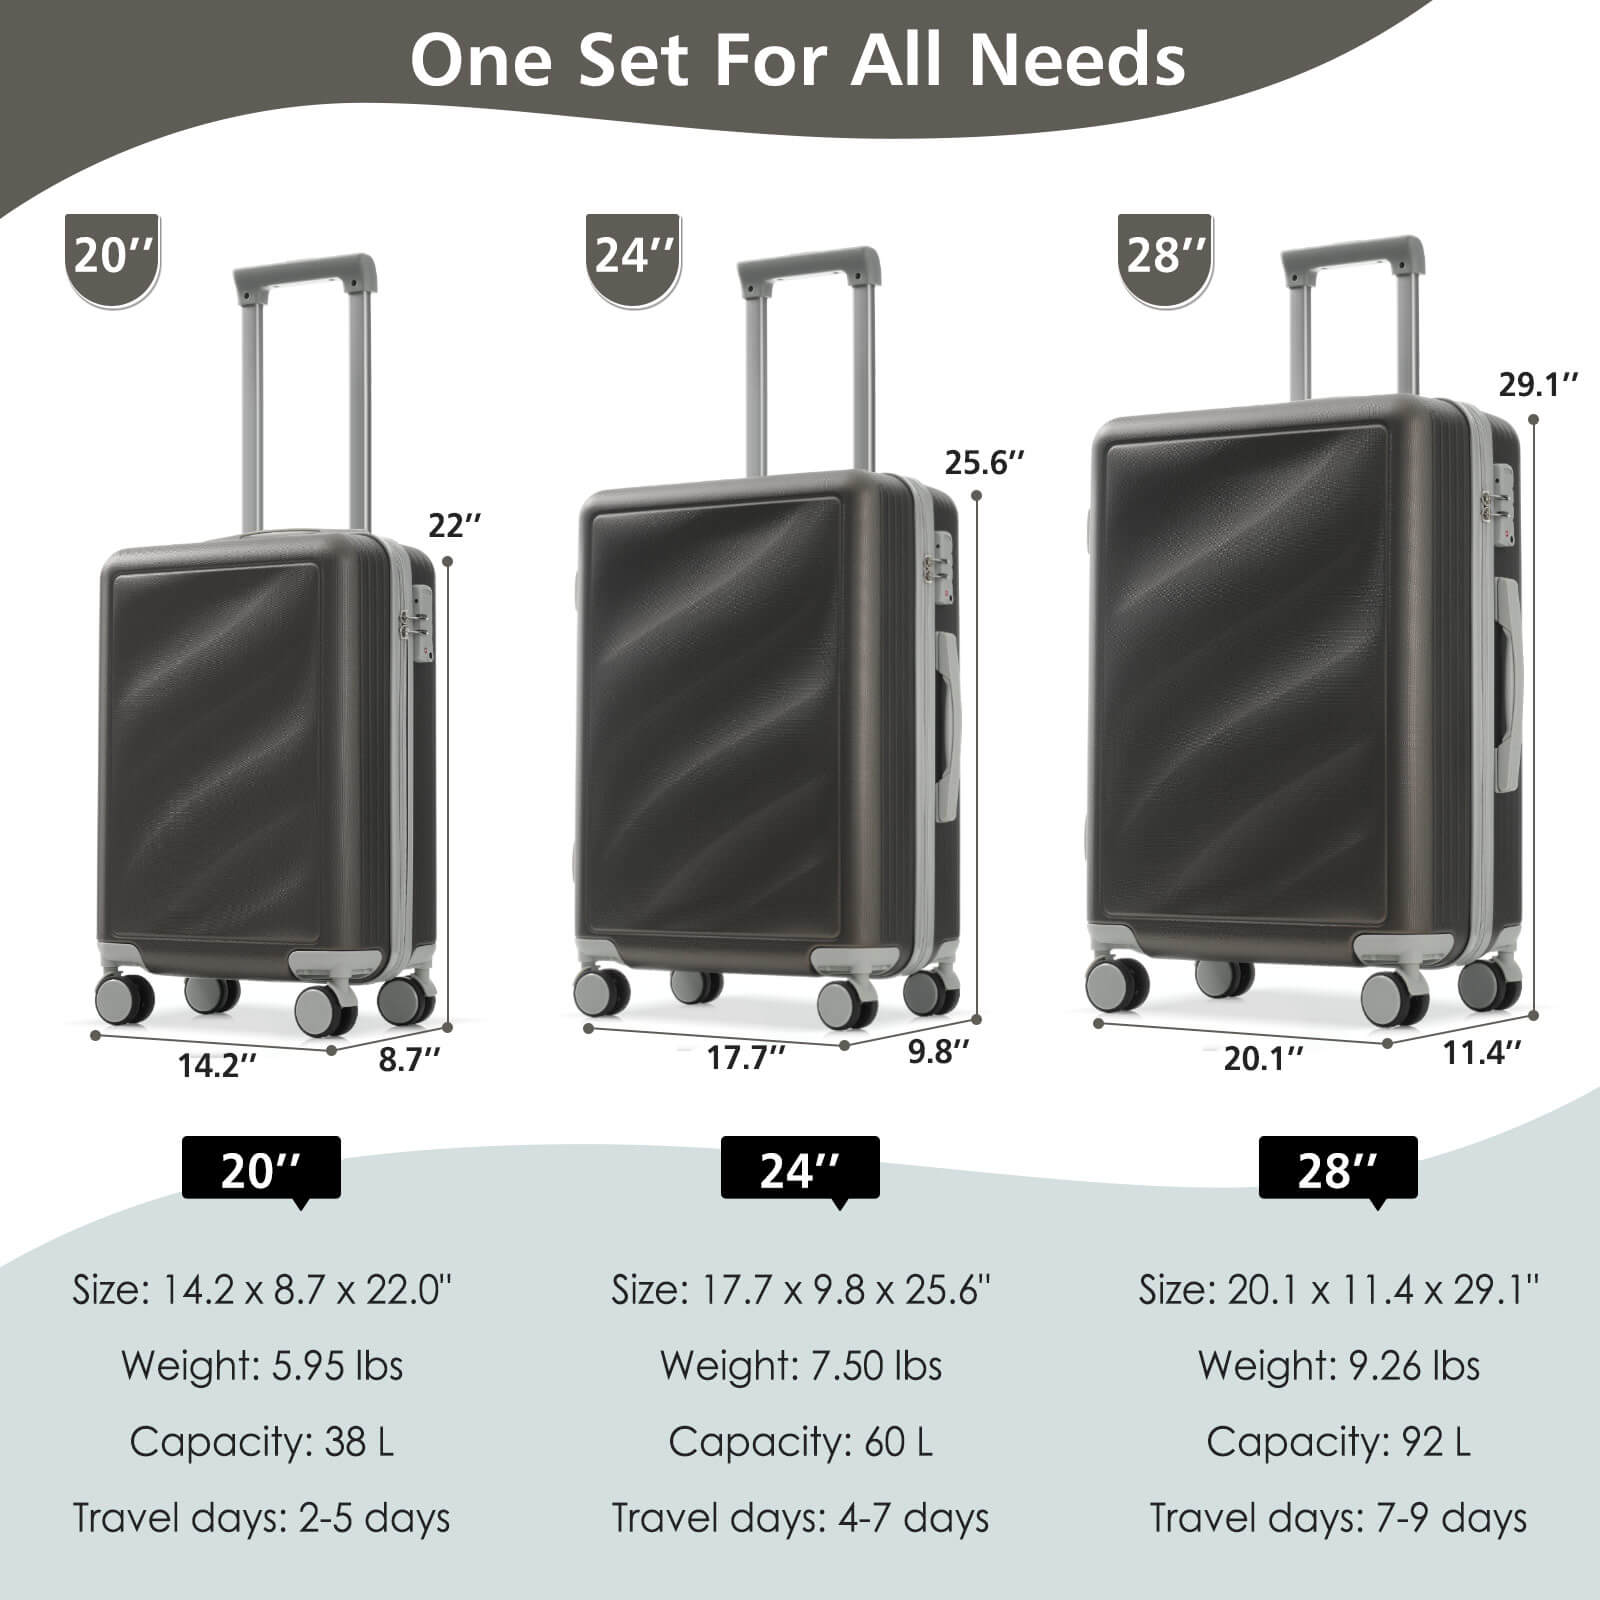 One Set For All Needs
20’’
24’’
28’’
22’’
25.6’’
29.1’’
14.2’’
8.7’’
17.7’’
9.8’’
20.1’’
11.4’’
20’’
24’’
28’’
Size: 14.2 x 8.7 x 22.0"
Weight: 5.95 lbs
Capacity: 38 L
Travel days: 2-5 days
Size: 17.7 x 9.8 x 25.6"
Weight: 7.50 lbs
Capacity: 60 L
Travel days: 4-7 days
Size: 20.1 x 11.4 x 29.1"
Weight: 9.26 lbs
Capacity: 92 L
Travel days: 7-9 days